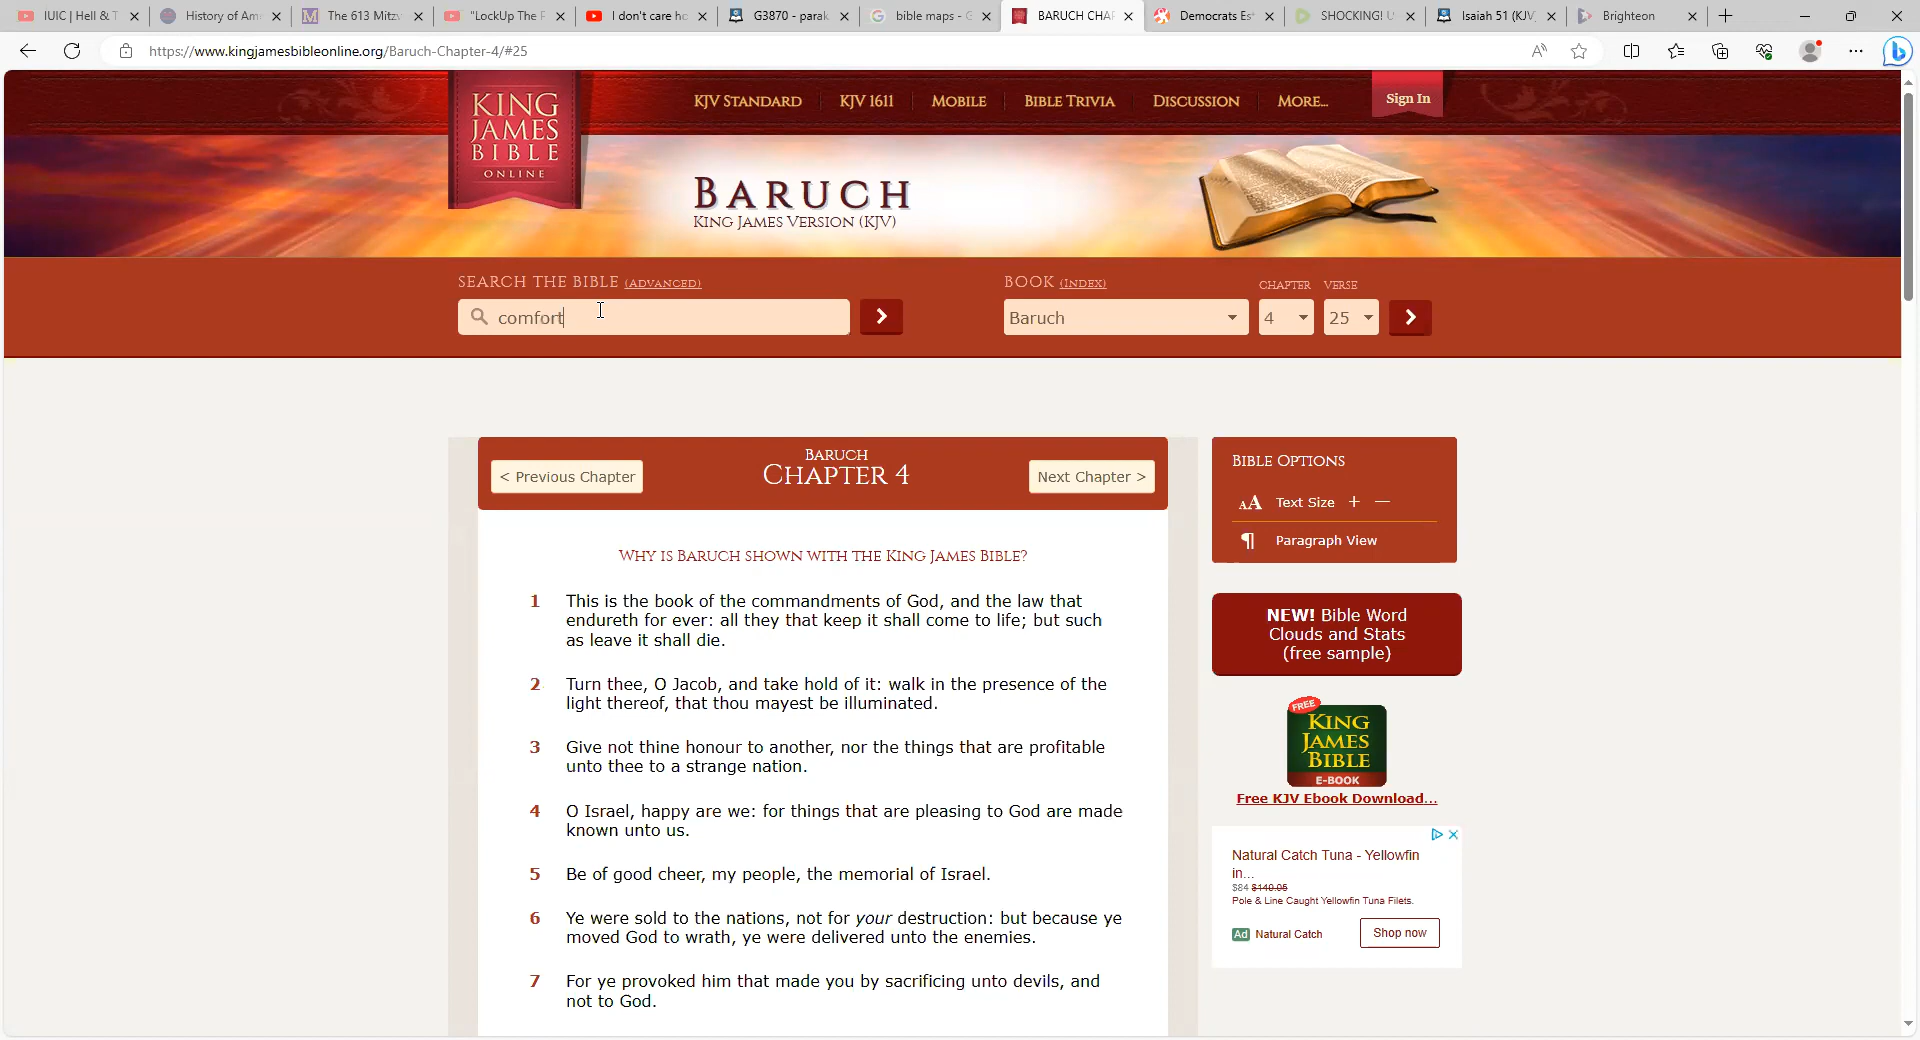 IUIC | Hell & T
History of Am
The 613 Mitzv
"LockUp The F
I don't care ho
G3870 - parak
bible maps - G
BARUCH CHAP
Democrats Est
SHOCKING! U
Isaiah 51 (KJV)
Brighteon
https://www.kingjamesbibleonline.org/Baruch-Chapter-4/#25
KING
JAMES
BIBLE
ONLINE
KJV STANDARD
KJV 1611
MOBILE
BIBLE TRIVIA
DISCUSSION
MORE...
Sign In
BARUCH
KING JAMES VERSION (KJV)
SEARCH THE BIBLE (ADVANCED)
comfort
BOOK (INDEX)
CHAPTER
VERSE
Baruch
4
25
< Previous Chapter
BARUCH
CHAPTER 4
Next Chapter >
WHY IS BARUCH SHOWN WITH THE KING JAMES BIBLE?
1 This is the book of the commandments of God, and the law that
endureth for ever: all they that keep it shall come to life; but such
as leave it shall die.
2 Turn thee, O Jacob, and take hold of it: walk in the presence of the
light thereof, that thou mayest be illuminated.
3 Give not thine honour to another, nor the things that are profitable
unto thee to a strange nation.
4 O Israel, happy are we: for things that are pleasing to God are made
known unto us.
5 Be of good cheer, my people, the memorial of Israel.
6 Ye were sold to the nations, not for your destruction: but because ye
moved God to wrath, ye were delivered unto the enemies.
7 For ye provoked him that made you by sacrificing unto devils, and
not to God.
BIBLE OPTIONS
AA Text Size + —
¶ Paragraph View
NEW! Bible Word
Clouds and Stats
(free sample)
FREE
KING
JAMES
BIBLE
E-BOOK
Free KJV Ebook Download...
Natural Catch Tuna - Yellowfin
in...
$84 $140.05
Pole & Line Caught Yellowfin Tuna Filets.
Ad Natural Catch
Shop now